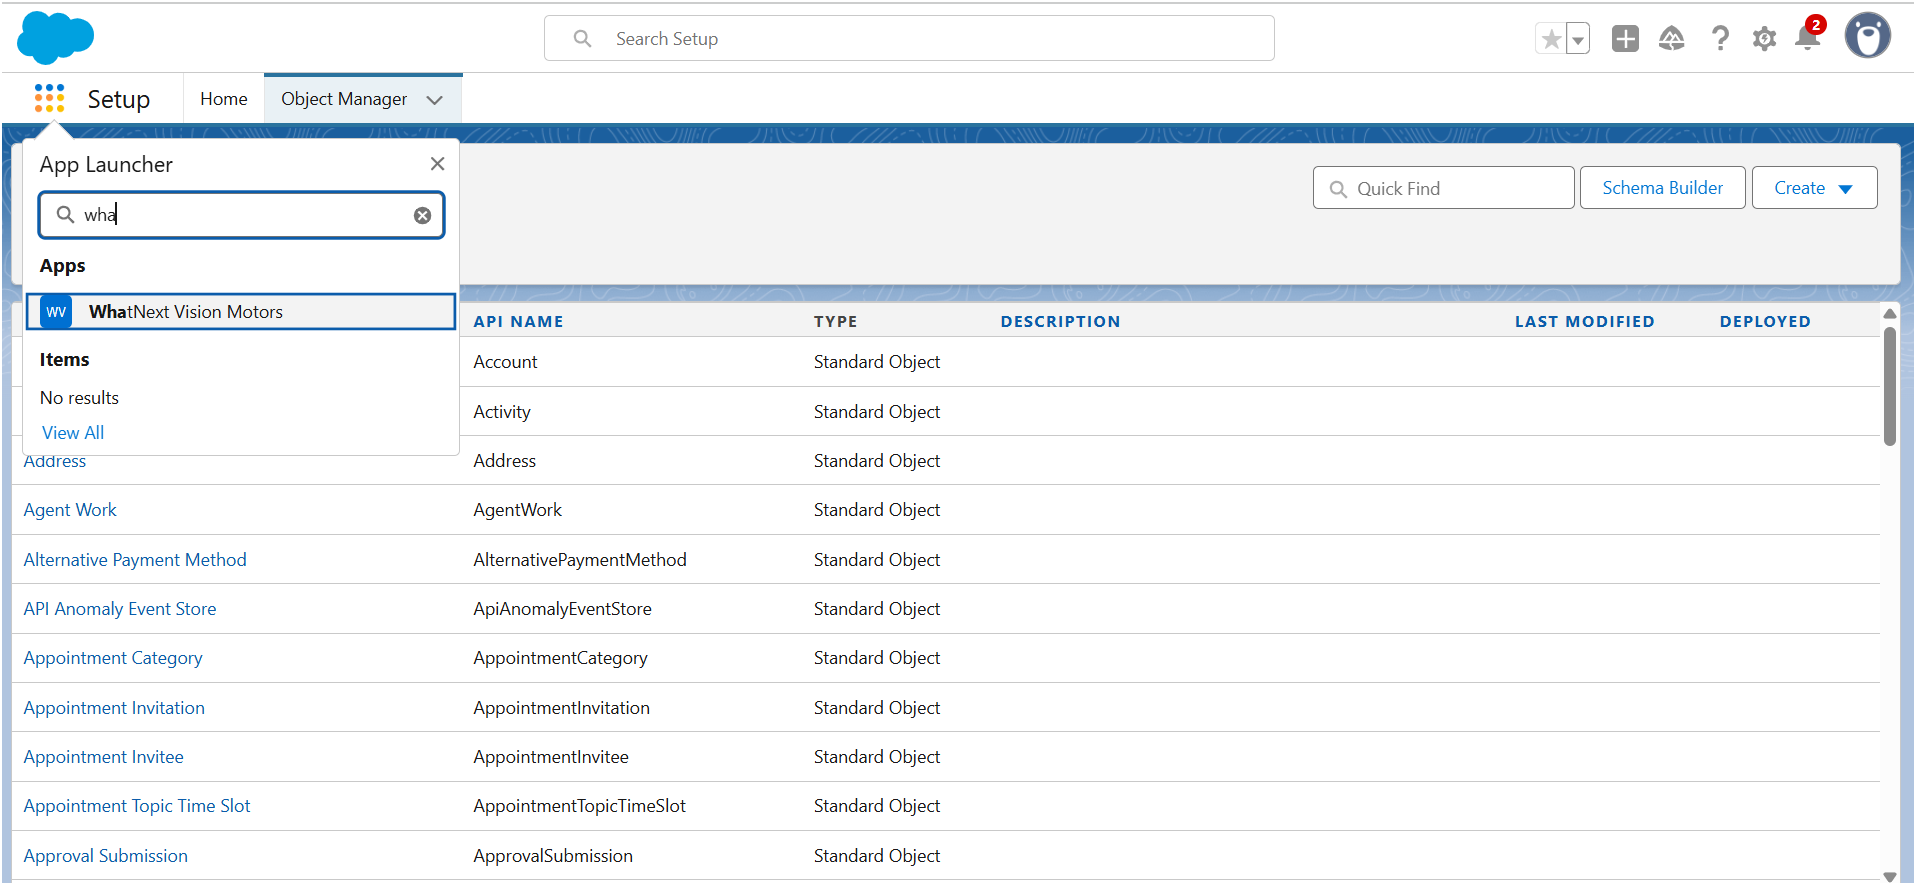 Search Setup
2
Setup
Home
Object Manager
App Launcher
wha
Apps
WV WhatNext Vision Motors
Items
No results
View All
Quick Find
Schema Builder
Create
API NAME TYPE DESCRIPTION LAST MODIFIED DEPLOYED
Account Standard Object
Activity Standard Object
Address Address Standard Object
Agent Work AgentWork Standard Object
Alternative Payment Method AlternativePaymentMethod Standard Object
API Anomaly Event Store ApiAnomalyEventStore Standard Object
Appointment Category AppointmentCategory Standard Object
Appointment Invitation AppointmentInvitation Standard Object
Appointment Invitee AppointmentInvitee Standard Object
Appointment Topic Time Slot AppointmentTopicTimeSlot Standard Object
Approval Submission ApprovalSubmission Standard Object